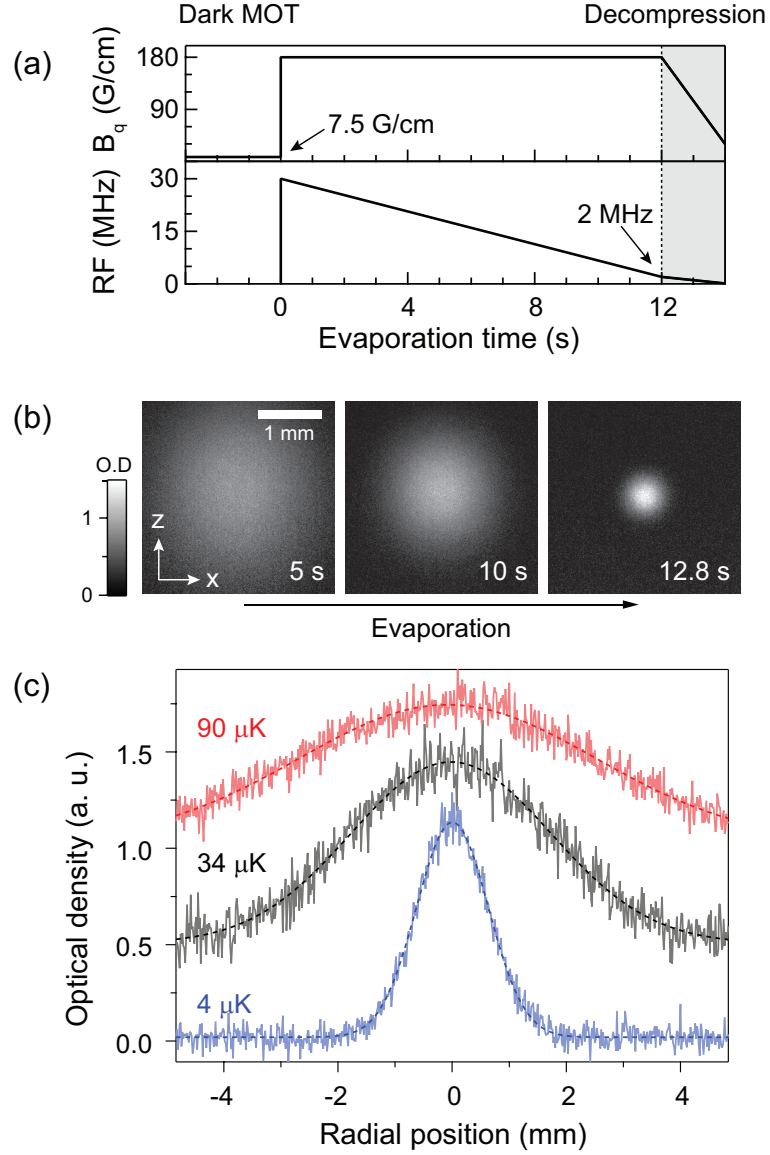 Dark MOT Decompression
(a)
B_q (G/cm)
180
90
7.5 G/cm
RF (MHz)
30
15
0
2 MHz
0 4 8 12
Evaporation time (s)
(b)
O.D
1
0
1 mm
z
x
5 s
10 s
12.8 s
Evaporation
(c)
Optical density (a. u.)
1.5
1.0
0.5
0.0
90 μK
34 μK
4 μK
-4 -2 0 2 4
Radial position (mm)